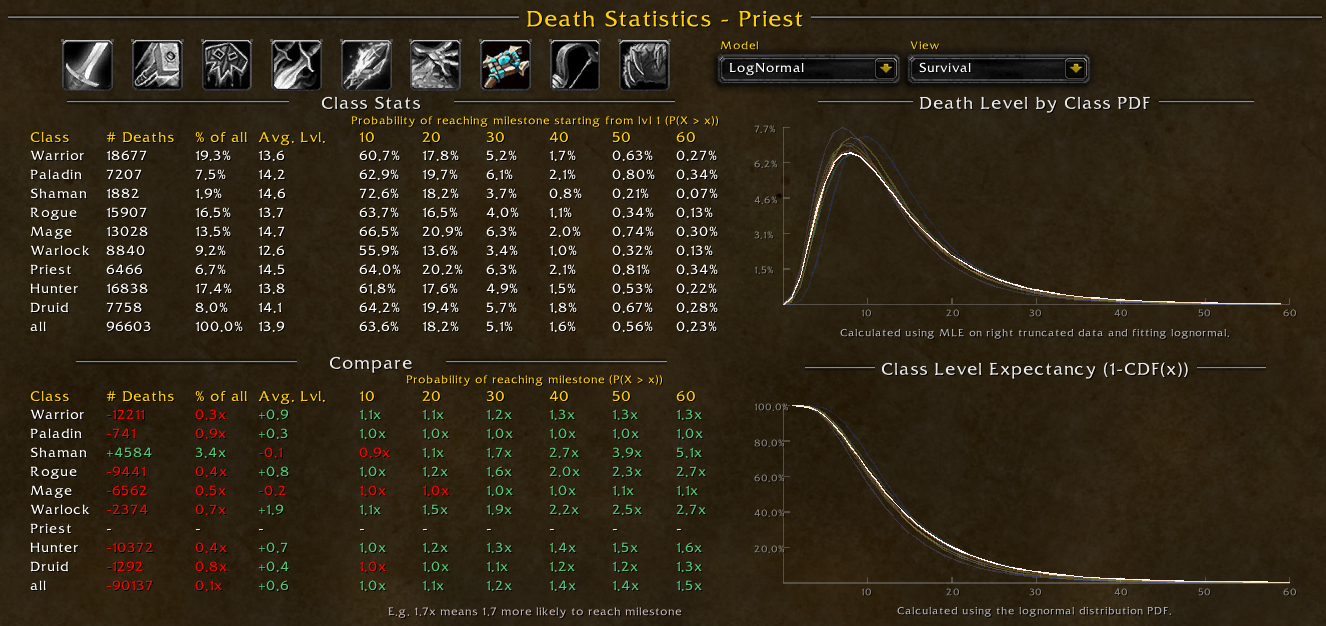 Death Statistics - Priest
Model View
LogNormal Survival
Class Stats
Probability of reaching milestone starting from lvl 1 (P(X > x))
Class # Deaths % of all Avg. Lvl. 10 20 30 40 50 60
Warrior 18677 19.3% 13.6 60.7% 17.8% 5.2% 1.7% 0.63% 0.27%
Paladin 7207 7.5% 14.2 62.9% 19.7% 6.1% 2.1% 0.80% 0.34%
Shaman 1882 1.9% 14.6 72.6% 18.2% 3.7% 0.8% 0.21% 0.07%
Rogue 15907 16.5% 13.7 63.7% 16.5% 4.0% 1.1% 0.34% 0.13%
Mage 13028 13.5% 14.7 66.5% 20.9% 6.3% 2.0% 0.74% 0.30%
Warlock 8840 9.2% 12.6 55.9% 13.6% 3.4% 1.0% 0.32% 0.13%
Priest 6466 6.7% 14.5 64.0% 20.2% 6.3% 2.1% 0.81% 0.34%
Hunter 16838 17.4% 13.8 61.8% 17.6% 4.9% 1.5% 0.53% 0.22%
Druid 7758 8.0% 14.1 64.2% 19.4% 5.7% 1.8% 0.67% 0.28%
all 96603 100.0% 13.9 63.6% 18.2% 5.1% 1.6% 0.56% 0.23%
Compare
Probability of reaching milestone (P(X > x))
Class # Deaths % of all Avg. Lvl. 10 20 30 40 50 60
Warrior -12211 0.3x +0.9 1.1x 1.1x 1.2x 1.3x 1.3x 1.3x
Paladin -741 0.9x +0.3 1.0x 1.0x 1.0x 1.0x 1.0x 1.0x
Shaman +4584 3.4x -0.1 0.9x 1.1x 1.7x 2.7x 3.9x 5.1x
Rogue -9441 0.4x +0.8 1.0x 1.2x 1.6x 2.0x 2.3x 2.7x
Mage -6562 0.5x -0.2 1.0x 1.0x 1.0x 1.0x 1.1x 1.1x
Warlock -2374 0.7x +1.9 1.1x 1.5x 1.9x 2.2x 2.5x 2.7x
Priest - - - - - - - - -
Hunter -10372 0.4x +0.7 1.0x 1.2x 1.3x 1.4x 1.5x 1.6x
Druid -1292 0.8x +0.4 1.0x 1.0x 1.1x 1.2x 1.2x 1.3x
all -90137 0.1x +0.6 1.0x 1.1x 1.2x 1.4x 1.4x 1.5x
E.g. 1.7x means 1.7 more likely to reach milestone
Death Level by Class PDF
7.7%
6.2%
4.6%
3.1%
1.5%
10 20 30 40 50 60
Calculated using MLE on right truncated data and fitting lognormal.
Class Level Expectancy (1-CDF(x))
100.0%
80.0%
60.0%
40.0%
20.0%
10 20 30 40 50 60
Calculated using the lognormal distribution PDF.